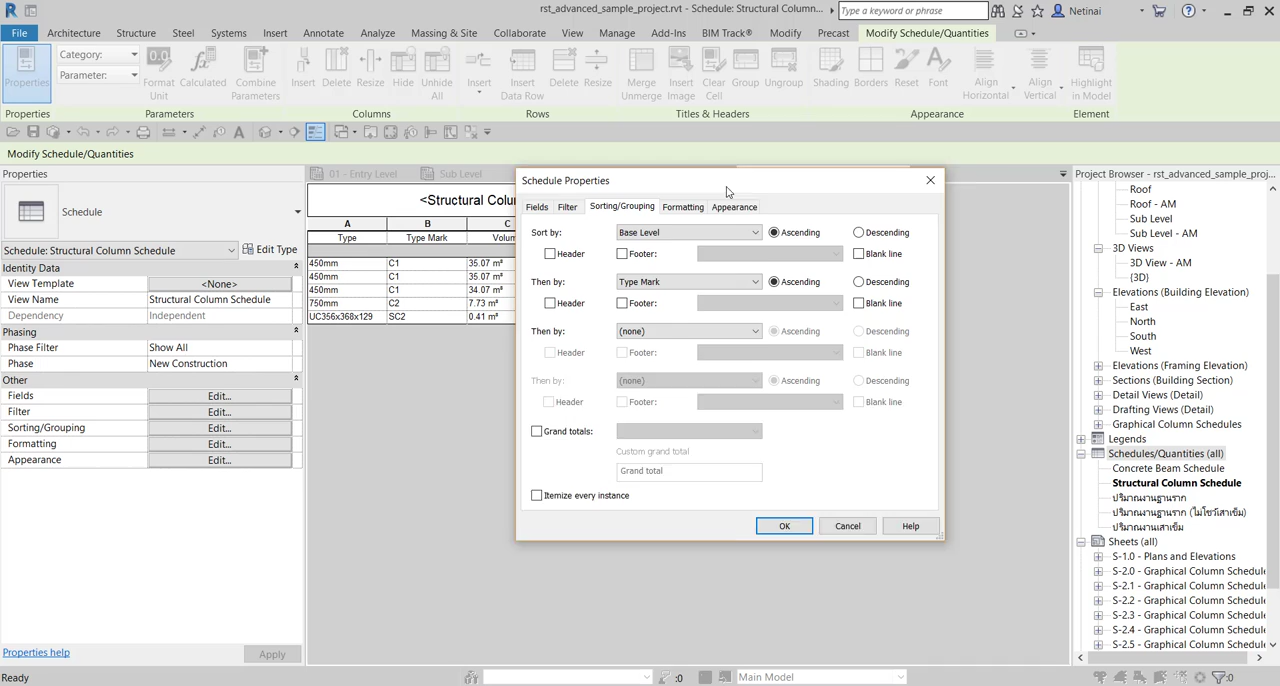 rst_advanced_sample_project.rvt - Schedule: Structural Column...
Type a keyword or phrase
Netinai
File Architecture Structure Steel Systems Insert Annotate Analyze Massing & Site Collaborate View Manage Add-Ins BIM Track® Modify Precast Modify Schedule/Quantities
Category:
Parameter:
Properties
Format Unit
Calculated
Combine Parameters
Insert
Delete
Resize
Hide
Unhide All
Insert
Insert Data Row
Delete
Resize
Merge Unmerge
Insert Image
Clear Cell
Group
Ungroup
Shading
Borders
Reset
Font
Align Horizontal
Align Vertical
Highlight in Model
Properties Parameters Columns Rows Titles & Headers Appearance Element
Modify Schedule/Quantities
Properties
Schedule
Schedule: Structural Column Schedule Edit Type
Identity Data
View Template <None>
View Name Structural Column Schedule
Dependency Independent
Phasing
Phase Filter Show All
Phase New Construction
Other
Fields Edit...
Filter Edit...
Sorting/Grouping Edit...
Formatting Edit...
Appearance Edit...
Properties help Apply
01 - Entry Level Sub Level
<Structural Colu
A B C
Type Type Mark Volum
450mm C1 35.07 m³
450mm C1 35.07 m³
450mm C1 34.07 m³
750mm C2 7.73 m³
UC356x368x129 SC2 0.41 m³
Schedule Properties
Fields Filter Sorting/Grouping Formatting Appearance
Sort by: Base Level Ascending Descending
Header Footer: Blank line
Then by: Type Mark Ascending Descending
Header Footer: Blank line
Then by: (none) Ascending Descending
Header Footer: Blank line
Then by: (none) Ascending Descending
Header Footer: Blank line
Grand totals:
Custom grand total
Grand total
Itemize every instance
OK Cancel Help
Project Browser - rst_advanced_sample_proj...
Roof
Roof - AM
Sub Level
Sub Level - AM
3D Views
3D View - AM
{3D}
Elevations (Building Elevation)
East
North
South
West
Elevations (Framing Elevation)
Sections (Building Section)
Detail Views (Detail)
Drafting Views (Detail)
Graphical Column Schedules
Legends
Schedules/Quantities (all)
Concrete Beam Schedule
Structural Column Schedule
ปริมาณงานฐานราก
ปริมาณงานฐานราก (ไม่โชว์เสาเข็ม)
ปริมาณงานเสาเข็ม
Sheets (all)
S-1.0 - Plans and Elevations
S-2.0 - Graphical Column Schedule
S-2.1 - Graphical Column Schedule
S-2.2 - Graphical Column Schedule
S-2.3 - Graphical Column Schedule
S-2.4 - Graphical Column Schedule
S-2.5 - Graphical Column Schedule
Ready :0 Main Model :0